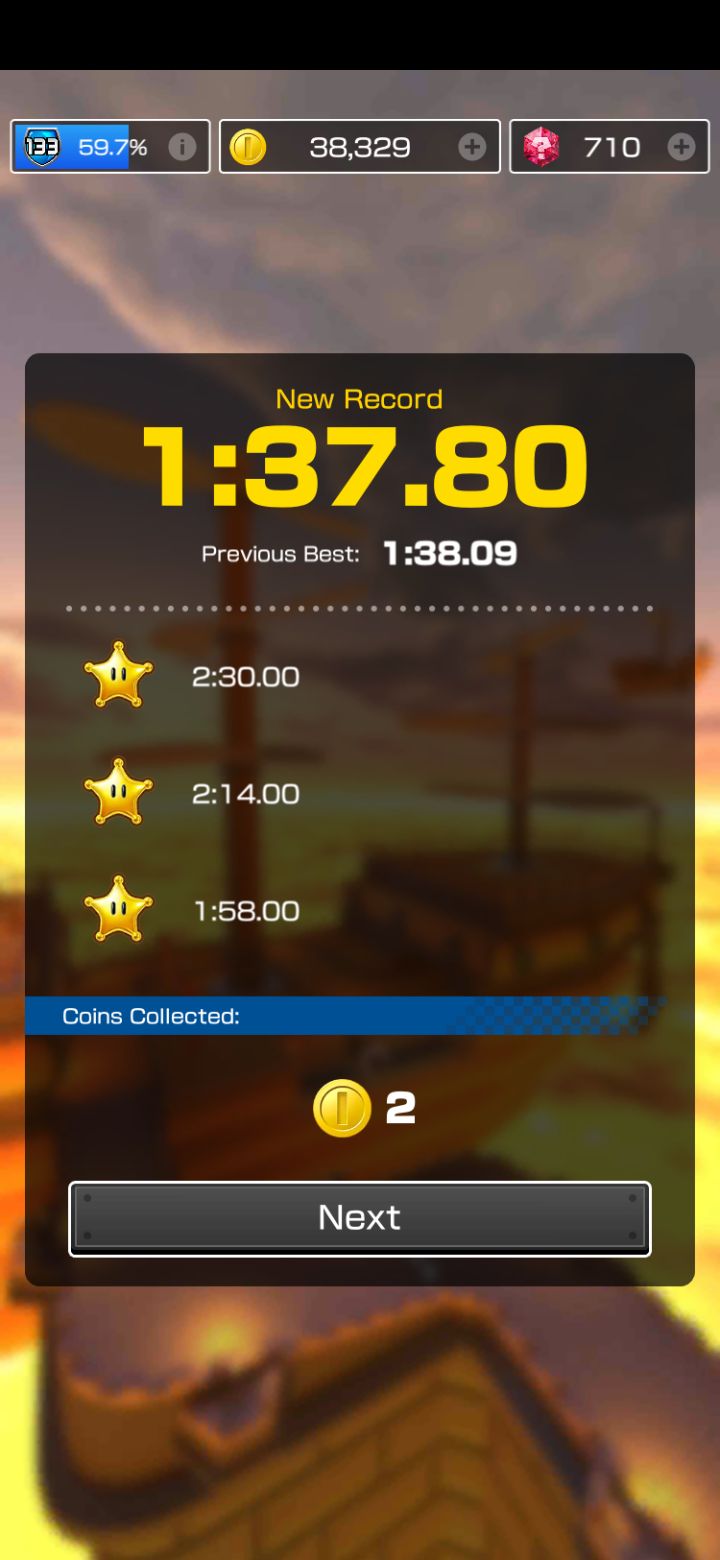 133 59.7% i 38,329 + ? 710 +
New Record
1:37.80
Previous Best: 1:38.09
2:30.00
2:14.00
1:58.00
Coins Collected:
2
Next